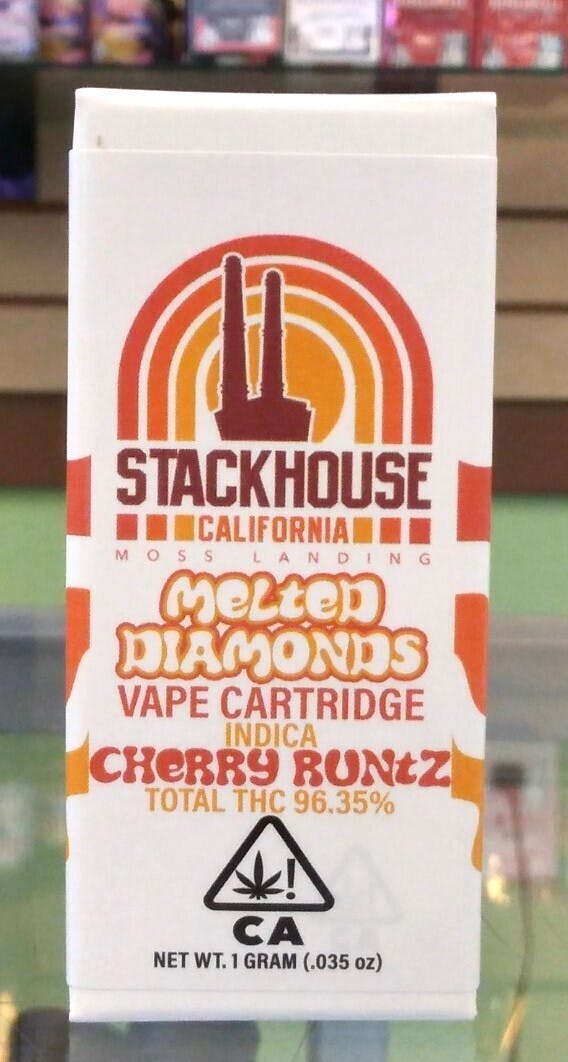 STACKHOUSE
CALIFORNIA
MOSS LANDING
MeLteD
DIAMONDS
VAPE CARTRIDGE
INDICA
CHeRRY RUNtZ
TOTAL THC 96.35%
!
CA
NET WT. 1 GRAM (.035 oz)